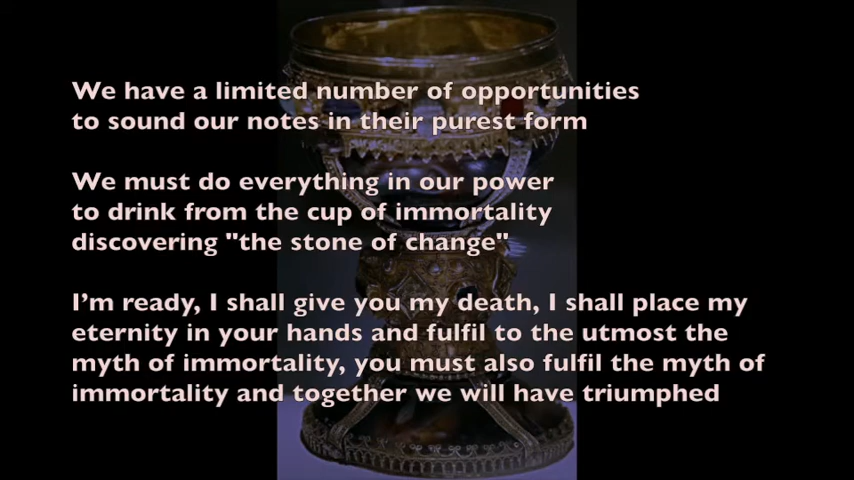 We have a limited number of opportunities
to sound our notes in their purest form
We must do everything in our power
to drink from the cup of immortality
discovering "the stone of change"
I’m ready, I shall give you my death, I shall place my
eternity in your hands and fulfil to the utmost the
myth of immortality, you must also fulfil the myth of
immortality and together we will have triumphed